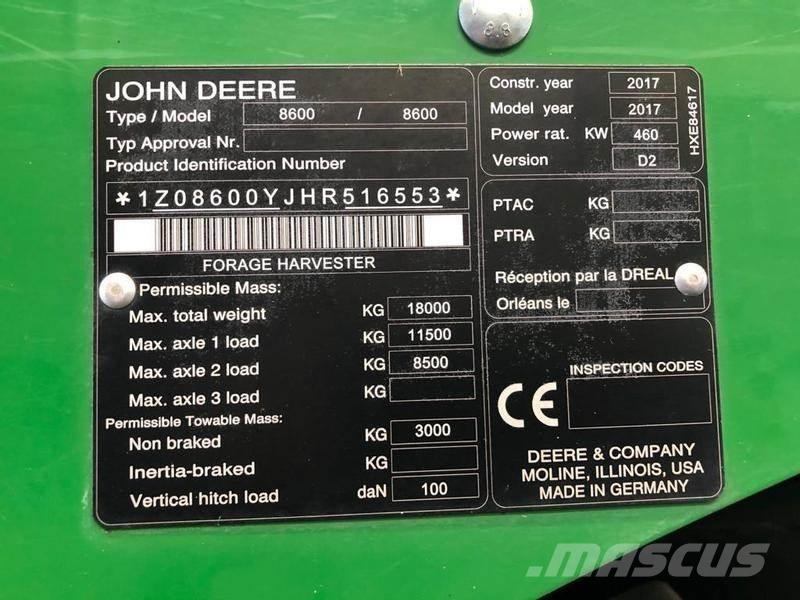 JOHN DEERE
Type / Model 8600 / 8600
Typ Approval Nr.
Product Identification Number
*1Z08600YJHR516553*
FORAGE HARVESTER
Permissible Mass:
Max. total weight KG 18000
Max. axle 1 load KG 11500
Max. axle 2 load KG 8500
Max. axle 3 load KG
Permissible Towable Mass:
Non braked KG 3000
Inertia-braked KG
Vertical hitch load daN 100
Constr. year 2017
Model year 2017
Power rat. KW 460
Version D2
HXE84617
PTAC KG
PTRA KG
Réception par la DREAL
Orléans le
CE
INSPECTION CODES
DEERE & COMPANY
MOLINE, ILLINOIS, USA
MADE IN GERMANY
8.8
MASCUS